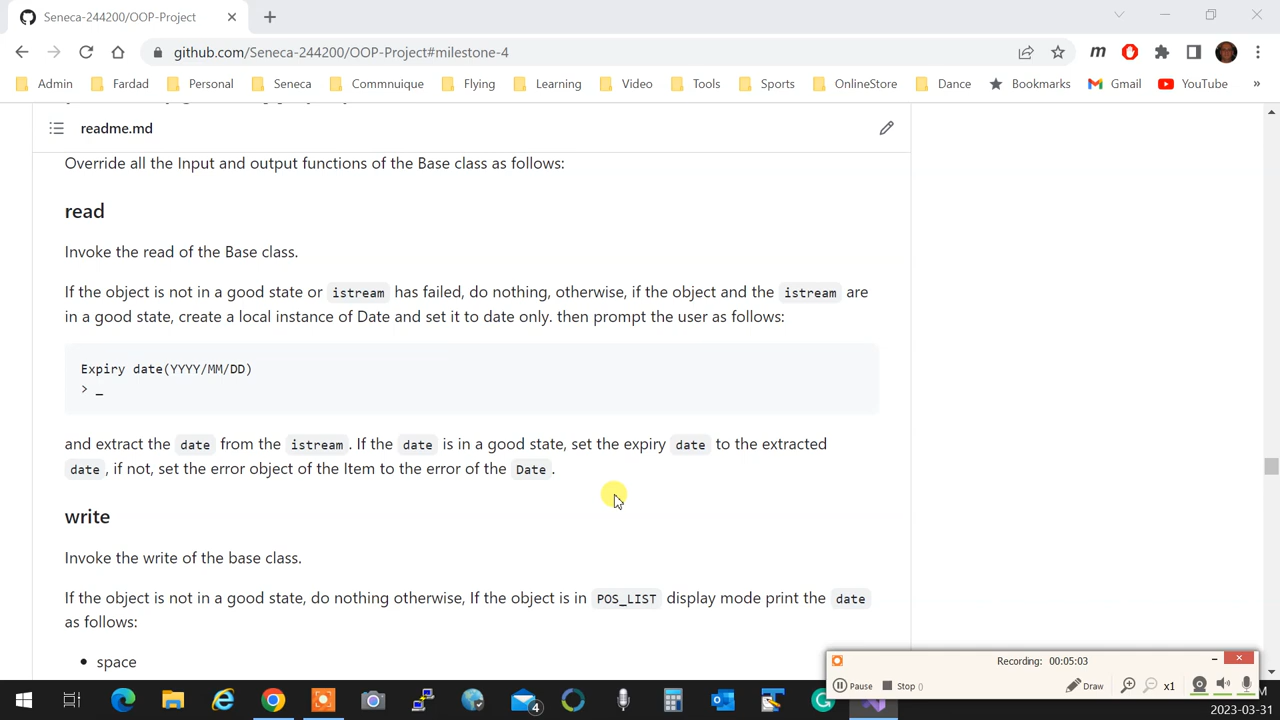 Seneca-244200/OOP-Project
github.com/Seneca-244200/OOP-Project#milestone-4
Admin Fardad Personal Seneca Commnuique Flying Learning Video Tools Sports OnlineStore Dance Bookmarks Gmail YouTube »
readme.md
Override all the Input and output functions of the Base class as follows:
read
Invoke the read of the Base class.
If the object is not in a good state or istream has failed, do nothing, otherwise, if the object and the istream are
in a good state, create a local instance of Date and set it to date only. then prompt the user as follows:
Expiry date(YYYY/MM/DD)
> _
and extract the date from the istream. If the date is in a good state, set the expiry date to the extracted
date, if not, set the error object of the Item to the error of the Date.
write
Invoke the write of the base class.
If the object is not in a good state, do nothing otherwise, If the object is in POS_LIST display mode print the date
as follows:
• space
Recording: 00:05:03
Pause Stop () x1 Draw
4
2023-03-31